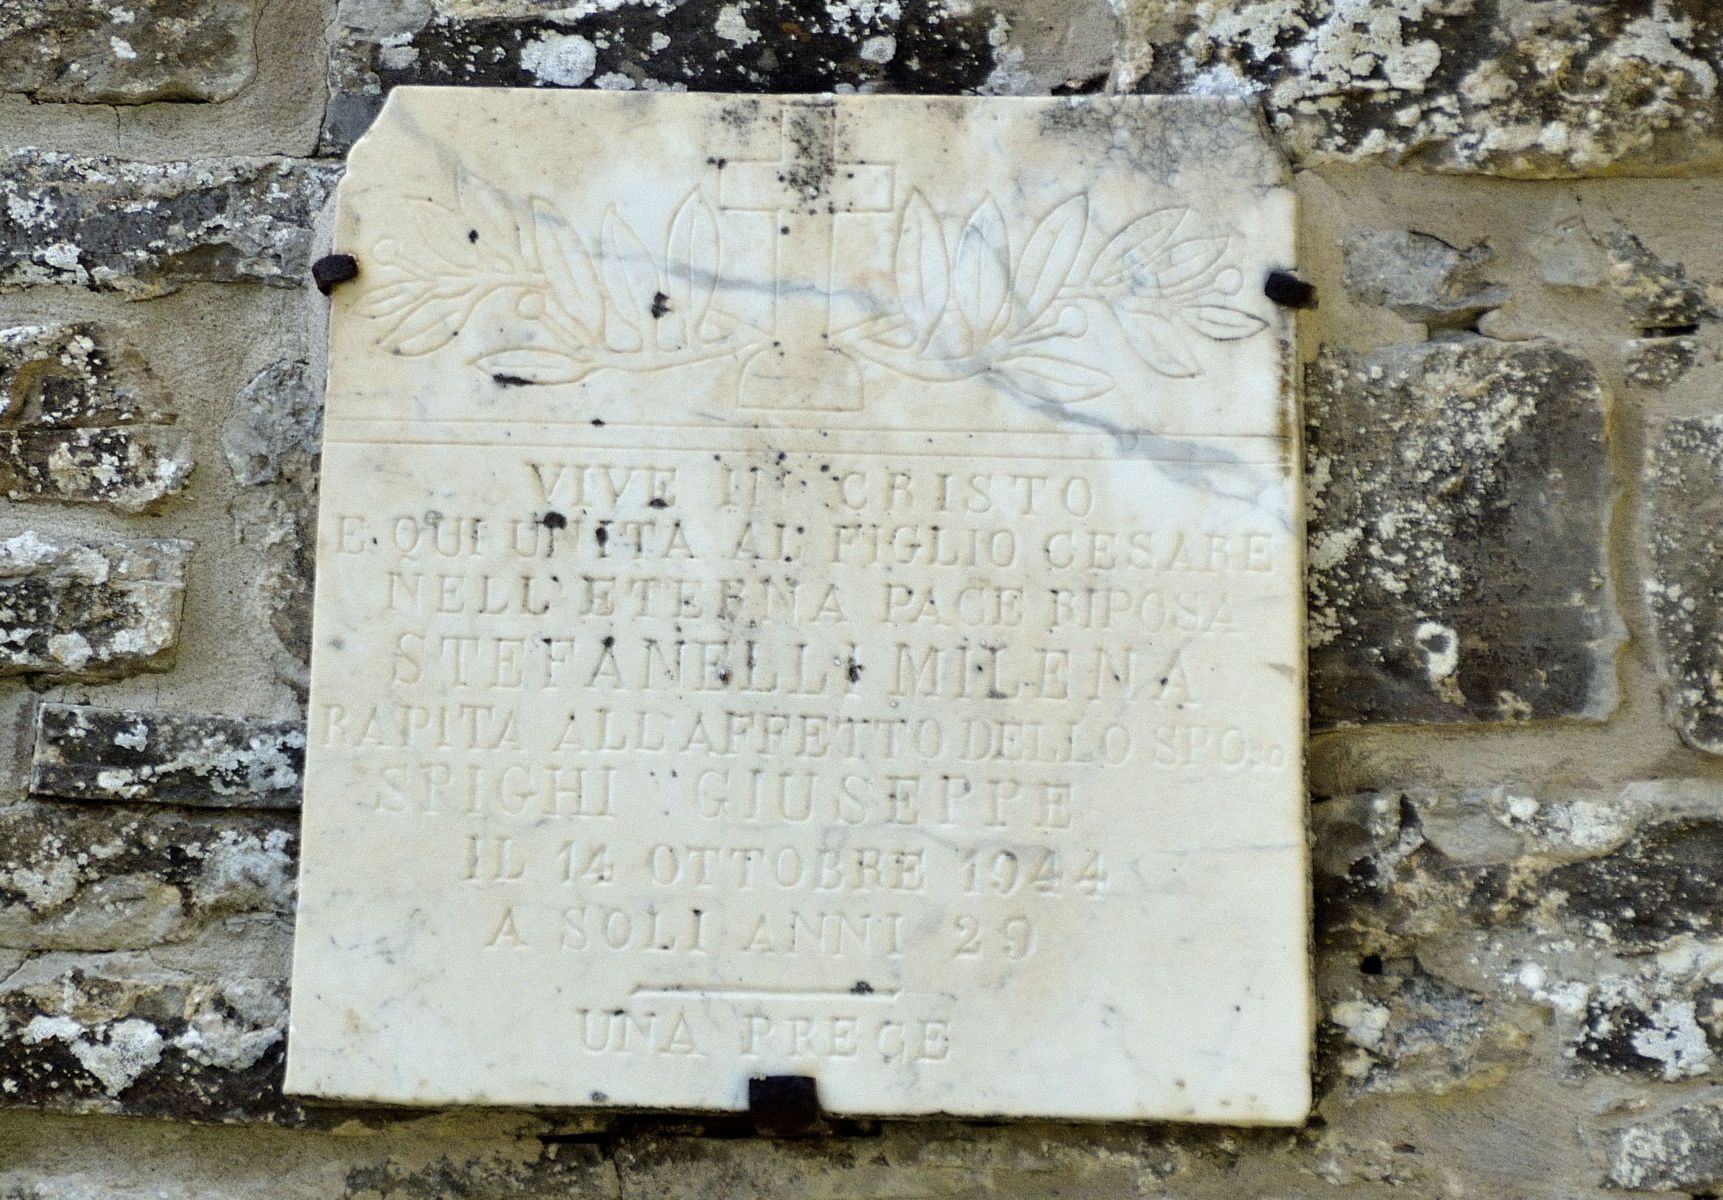 VIVE IN CRISTO
E QUI UNITA AL FIGLIO CESARE
NELL'ETERNA PACE RIPOSA
STEFANELLI MILENA
RAPITA ALL'AFFETTO DELLO SPOSO
SPIGHI GIUSEPPE
IL 14 OTTOBRE 1944
A SOLI ANNI 29
UNA PRECE